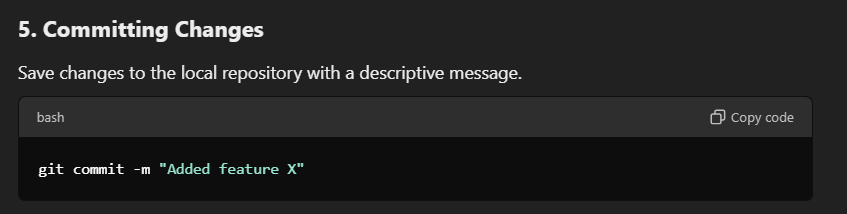 5. Committing Changes
Save changes to the local repository with a descriptive message.
bash
Copy code
git commit -m "Added feature X"